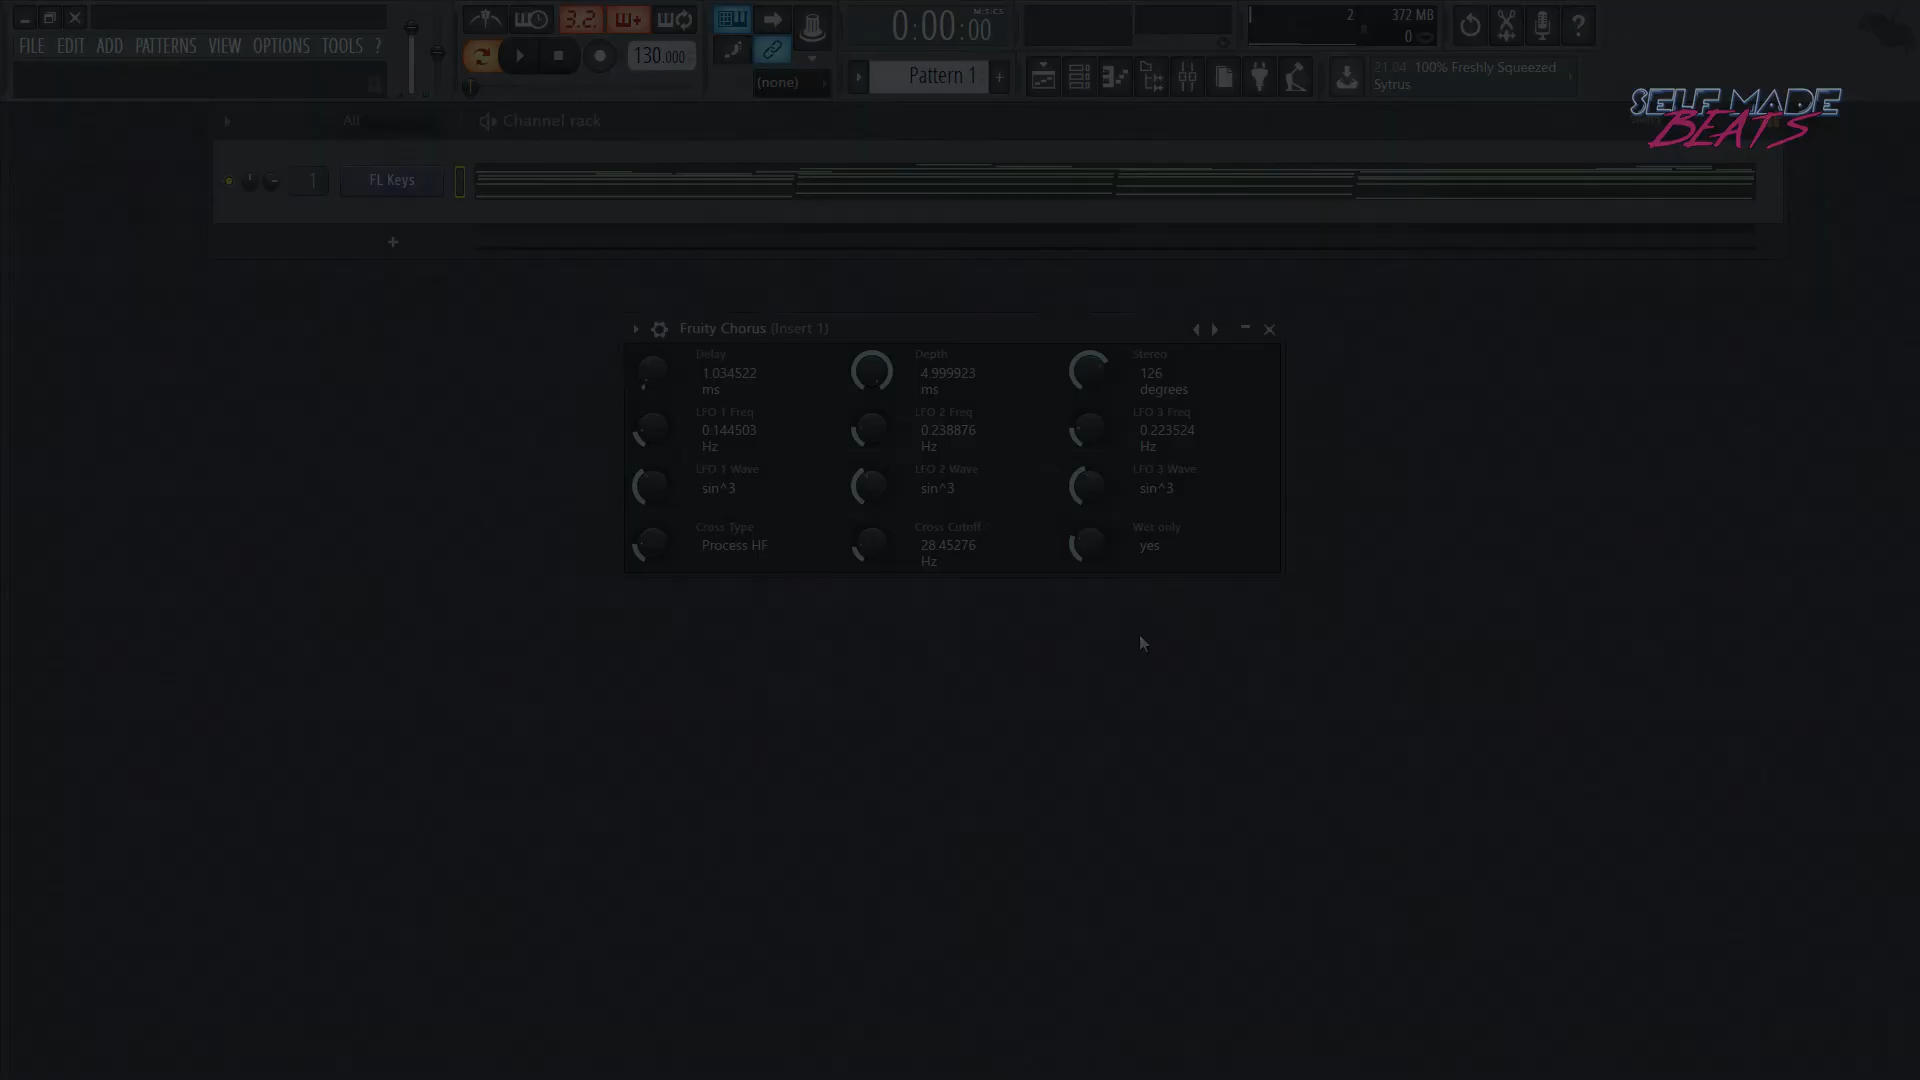 FILE EDIT ADD PATTERNS VIEW OPTIONS TOOLS ?
3.2.
130.000
(none)
0:00:00
M:S:CS
Pattern 1
+
2
372 MB
0
?
21.04 100% Freshly Squeezed
Sytrus
SELF MADE
BEATS
All
Channel rack
1
FL Keys
+
Fruity Chorus (Insert 1)
Delay
1.034522
ms
Depth
4.999923
ms
Stereo
126
degrees
LFO 1 Freq
0.144503
Hz
LFO 2 Freq
0.238876
Hz
LFO 3 Freq
0.223524
Hz
LFO 1 Wave
sin^3
LFO 2 Wave
sin^3
LFO 3 Wave
sin^3
Cross Type
Process HF
Cross Cutoff
28.45276
Hz
Wet only
yes